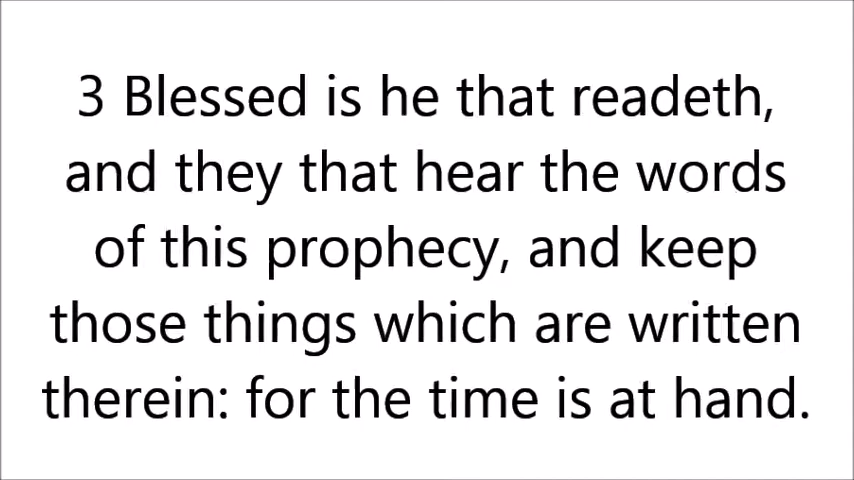 3 Blessed is he that readeth,
and they that hear the words
of this prophecy, and keep
those things which are written
therein: for the time is at hand.